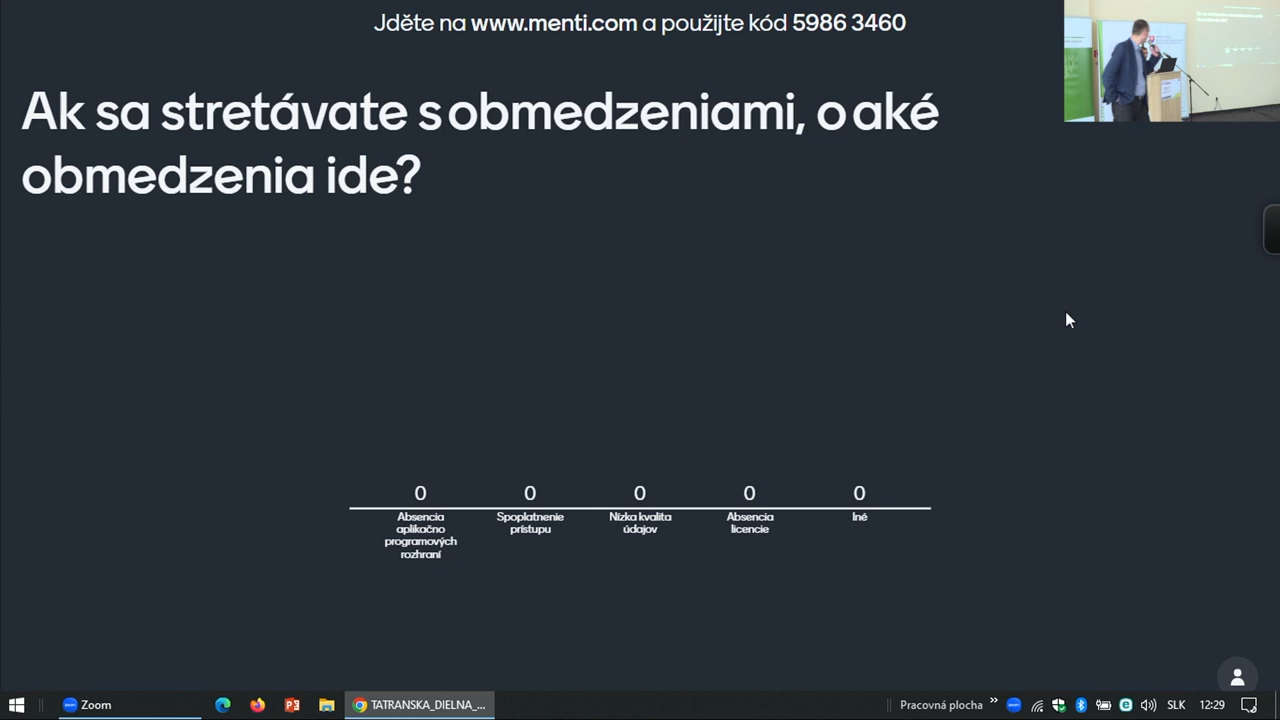 Jděte na www.menti.com a použijte kód 5986 3460
Ak sa stretávate s obmedzeniami, o aké
obmedzenia ide?
0
0
0
0
0
Absencia
aplikačno
programových
rozhraní
Spoplatnenie
prístupu
Nízka kvalita
údajov
Absencia
licencie
Iné
Zoom
TATRANSKA_DIELNA_...
Pracovná plocha
SLK
12:29